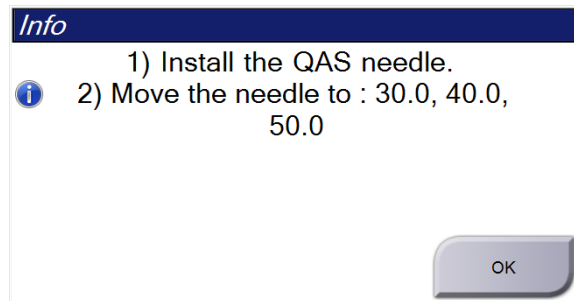 Info
1) Install the QAS needle.
2) Move the needle to : 30.0, 40.0,
50.0
OK